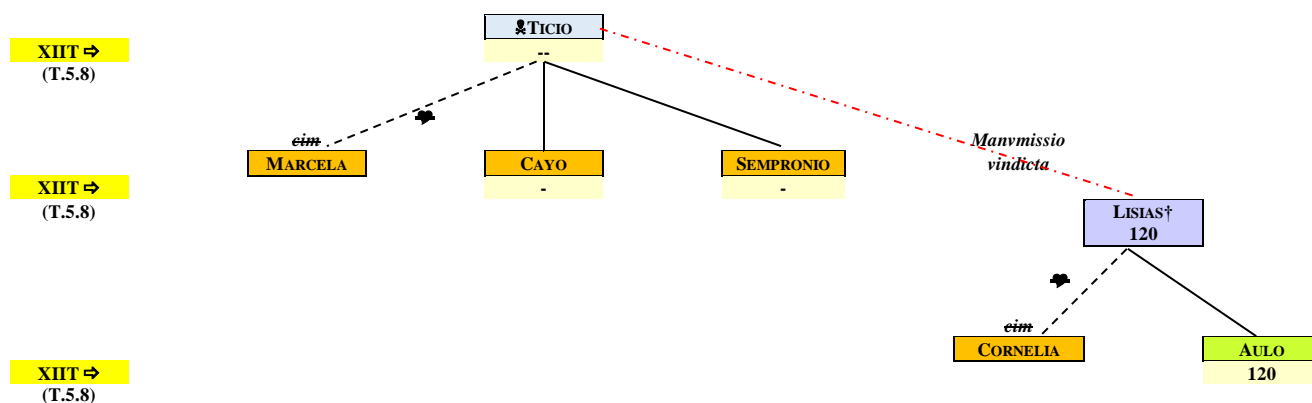 🕱TICIO
--
XIIT ⇨
(T.5.8)
cim
MARCELA
CAYO
-
SEMPRONIO
-
Manvmissio
vindicta
XIIT ⇨
(T.5.8)
LISIAS†
120
cim
CORNELIA
AULO
120
XIIT ⇨
(T.5.8)